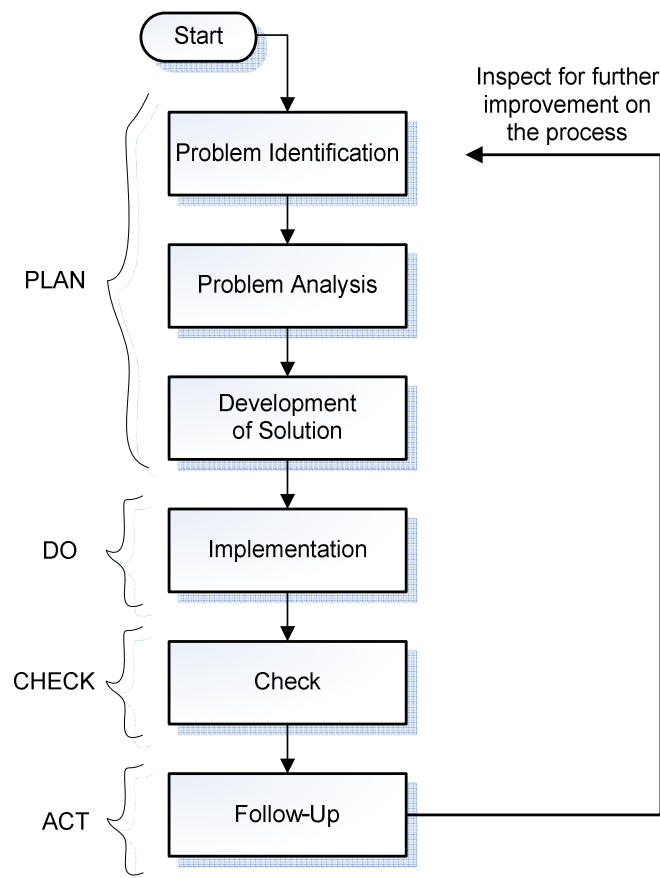 Start
Inspect for further
improvement on
the process
Problem Identification
PLAN
Problem Analysis
Development
of Solution
DO
Implementation
CHECK
Check
ACT
Follow-Up